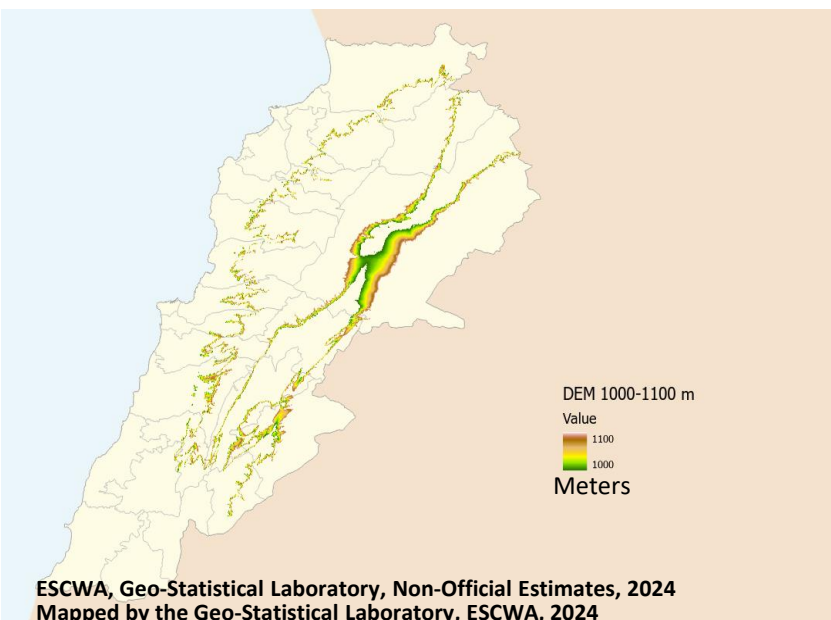 DEM 1000-1100 m
Value
1100
1000
Meters
ESCWA, Geo-Statistical Laboratory, Non-Official Estimates, 2024
Mapped by the Geo-Statistical Laboratory, ESCWA, 2024